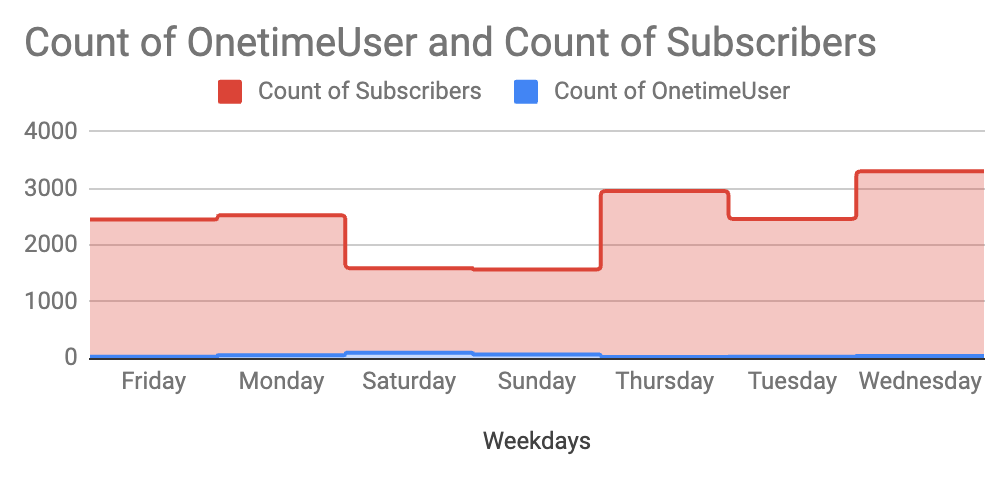 Count of OnetimeUser and Count of Subscribers
Count of Subscribers Count of OnetimeUser
4000
3000
2000
1000
0
Friday Monday Saturday Sunday Thursday Tuesday Wednesday
Weekdays